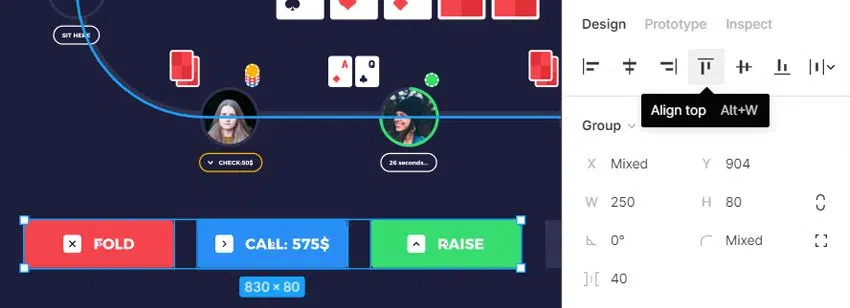 SIT HERE
A
Q
CHECK:50$
26 seconds...
FOLD
CALL: 575$
RAISE
830 × 80
Design Prototype Inspect
Align top Alt+W
Group
X Mixed Y 904
W 250 H 80
0° Mixed
40